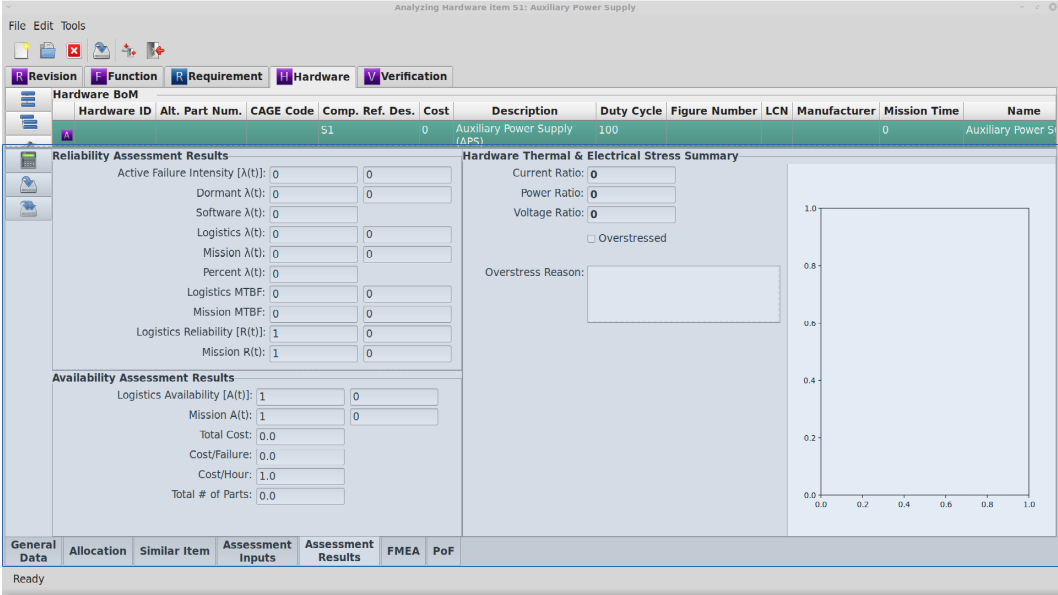 Analyzing Hardware item S1: Auxiliary Power Supply
File Edit Tools
R Revision F Function R Requirement H Hardware V Verification
Hardware BoM
Hardware ID Alt. Part Num. CAGE Code Comp. Ref. Des. Cost Description Duty Cycle Figure Number LCN Manufacturer Mission Time Name
A S1 0 Auxiliary Power Supply (APS) 100 0 Auxiliary Power S
Reliability Assessment Results
Active Failure Intensity [λ(t)]: 0 0
Dormant λ(t): 0 0
Software λ(t): 0
Logistics λ(t): 0 0
Mission λ(t): 0 0
Percent λ(t): 0
Logistics MTBF: 0 0
Mission MTBF: 0 0
Logistics Reliability [R(t)]: 1 0
Mission R(t): 1 0
Availability Assessment Results
Logistics Availability [A(t)]: 1 0
Mission A(t): 1 0
Total Cost: 0.0
Cost/Failure: 0.0
Cost/Hour: 1.0
Total # of Parts: 0.0
Hardware Thermal & Electrical Stress Summary
Current Ratio: 0
Power Ratio: 0
Voltage Ratio: 0
Overstressed
Overstress Reason:
1.0
0.8
0.6
0.4
0.2
0.0
0.0 0.2 0.4 0.6 0.8 1.0
General Data Allocation Similar Item Assessment Inputs Assessment Results FMEA PoF
Ready